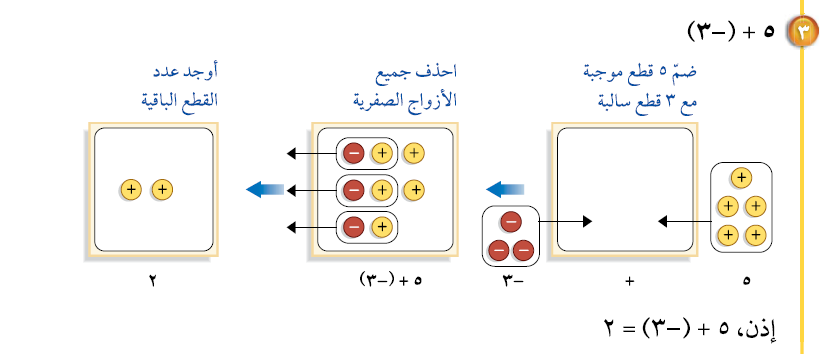 ٣ ٥ + (–٣)
ضمّ ٥ قطع موجبة
مع ٣ قطع سالبة
احذف جميع
الأزواج الصفرية
أوجد عدد
القطع الباقية
+
+ +
+ +
٥
+
–
– –
–٣
+ + –
+ + –
+ –
٥ + (–٣)
+ +
٢
إذن، ٥ + (–٣) = ٢